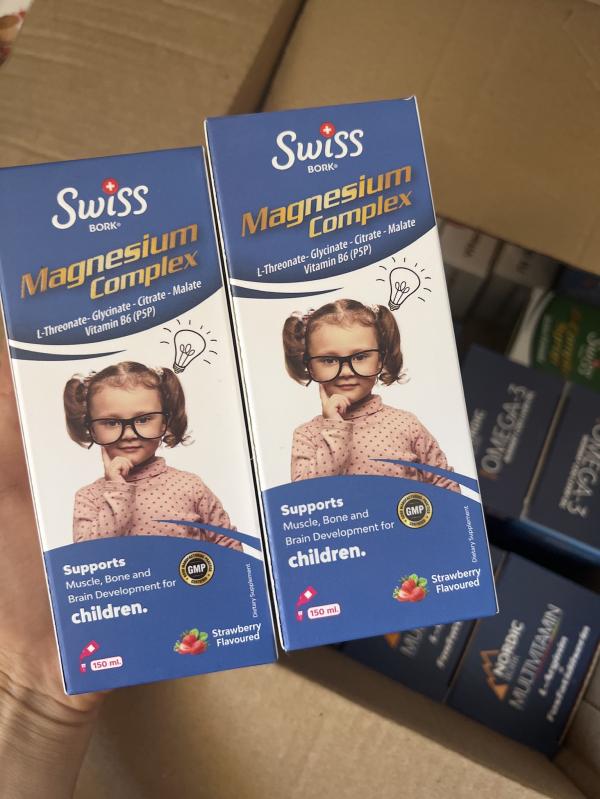 Swiss
BORK®
Magnesium
Complex
L-Threonate- Glycinate - Citrate - Malate
Vitamin B6 (P5P)
Supports
Muscle, Bone and
Brain Development for
children.
GMP
Dietary Supplement
150 ml.
Strawberry
Flavoured
Swiss
BORK®
Magnesium
Complex
L-Threonate- Glycinate - Citrate - Malate
Vitamin B6 (P5P)
Supports
Muscle, Bone and
Brain Development for
children.
GMP
Dietary Supplement
150 ml.
Strawberry
Flavoured
OMEGA-3
OMEGA-3
NORDIC
MULTIVITAMIN
L-Arginin